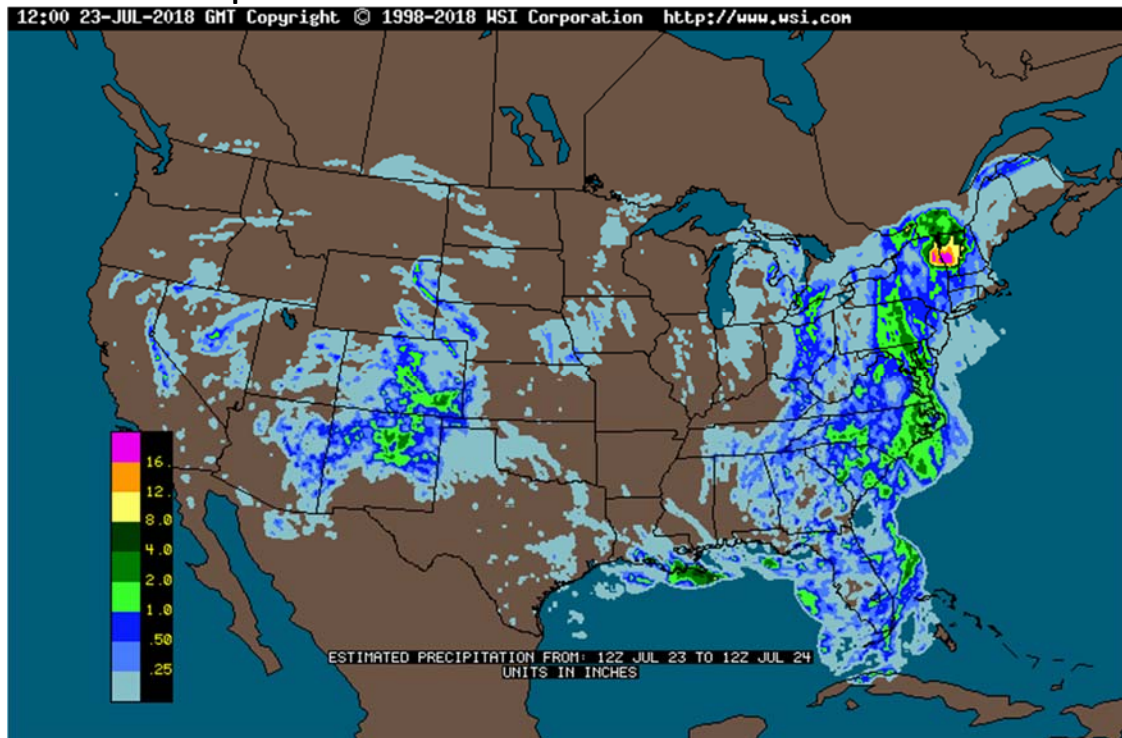 12:00 23-JUL-2018 GMT Copyright © 1998-2018 WSI Corporation http://www.wsi.com
16.
12.
8.0
4.0
2.0
1.0
.50
.25
ESTIMATED PRECIPITATION FROM: 12Z JUL 23 TO 12Z JUL 24
UNITS IN INCHES